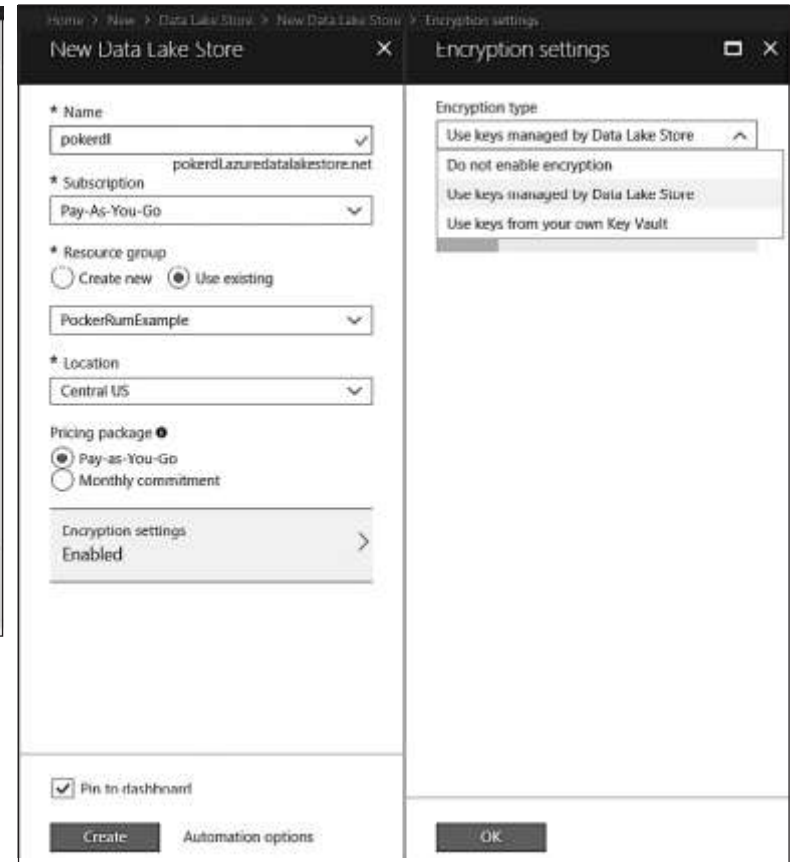 Home > New > Data Lake Store > New Data Lake Store > Encryption settings
New Data Lake Store
* Name
pokerdl
pokerdl.azuredatalakestore.net
* Subscription
Pay-As-You-Go
* Resource group
Create new
Use existing
PockerRumExample
* Location
Central US
Pricing package
Pay-as-You-Go
Monthly commitment
Encryption settings
Enabled
Pin to dashboard
Create
Automation options
Encryption settings
Encryption type
Use keys managed by Data Lake Store
Do not enable encryption
Use keys managed by Data Lake Store
Use keys from your own Key Vault
OK